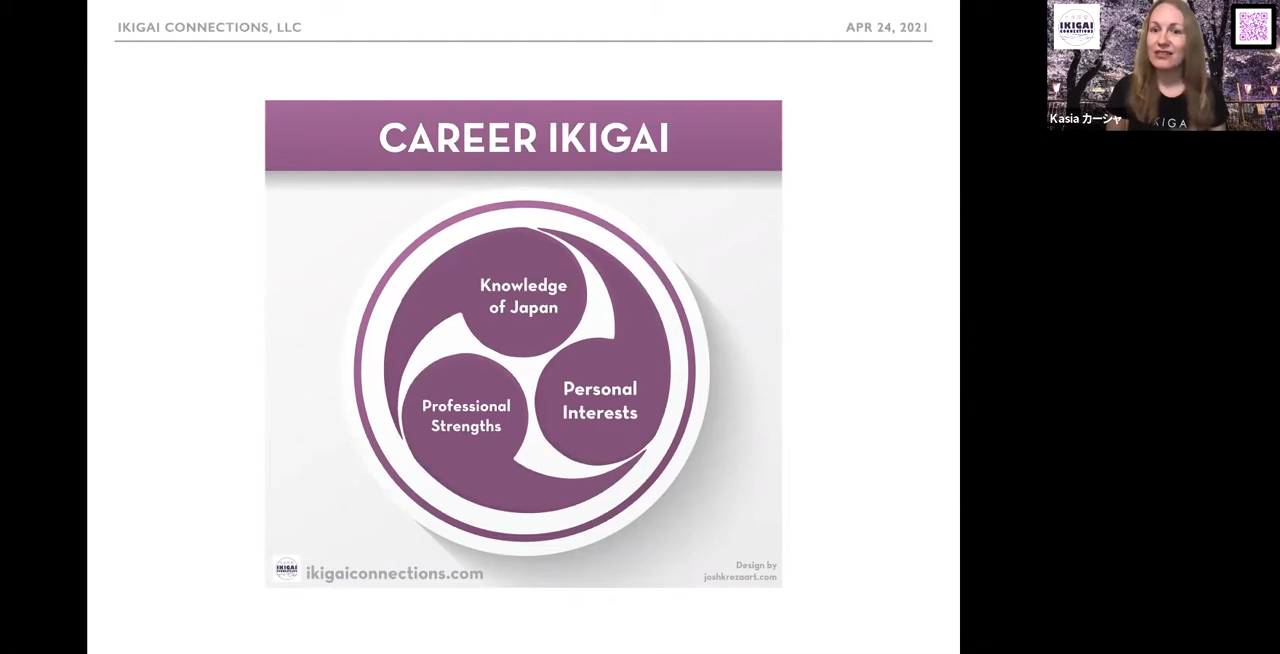 IKIGAI CONNECTIONS, LLC
APR 24, 2021
CAREER IKIGAI
Knowledge
of Japan
Personal
Interests
Professional
Strengths
ikigaiconnections.com
Design by
joshkrezaart.com
IKIGAI
CONNECTIONS
Kasia カーシャ
IKIGA